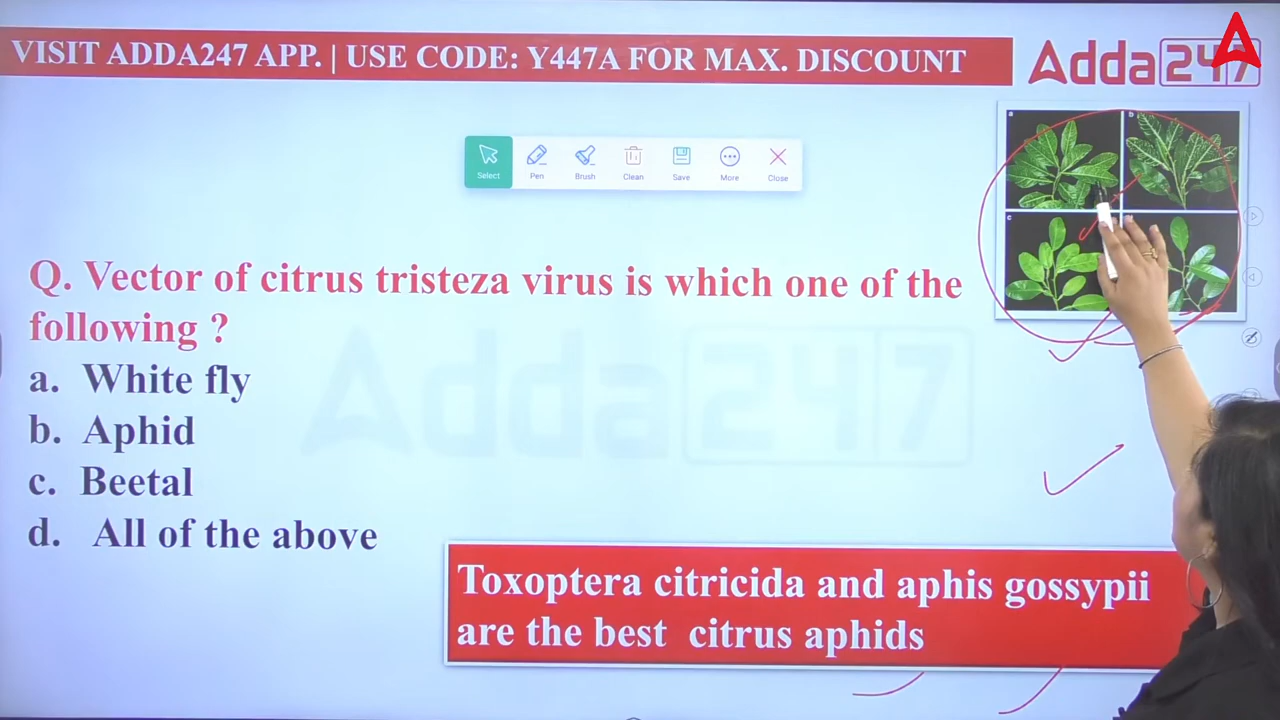 VISIT ADDA247 APP. | USE CODE: Y447A FOR MAX. DISCOUNT
Adda247
Select Pen Brush Clean Save More Close
a b
c
Q. Vector of citrus tristeza virus is which one of the
following ?
a. White fly
b. Aphid
c. Beetal
d. All of the above
Adda247
Toxoptera citricida and aphis gossypii
are the best citrus aphids